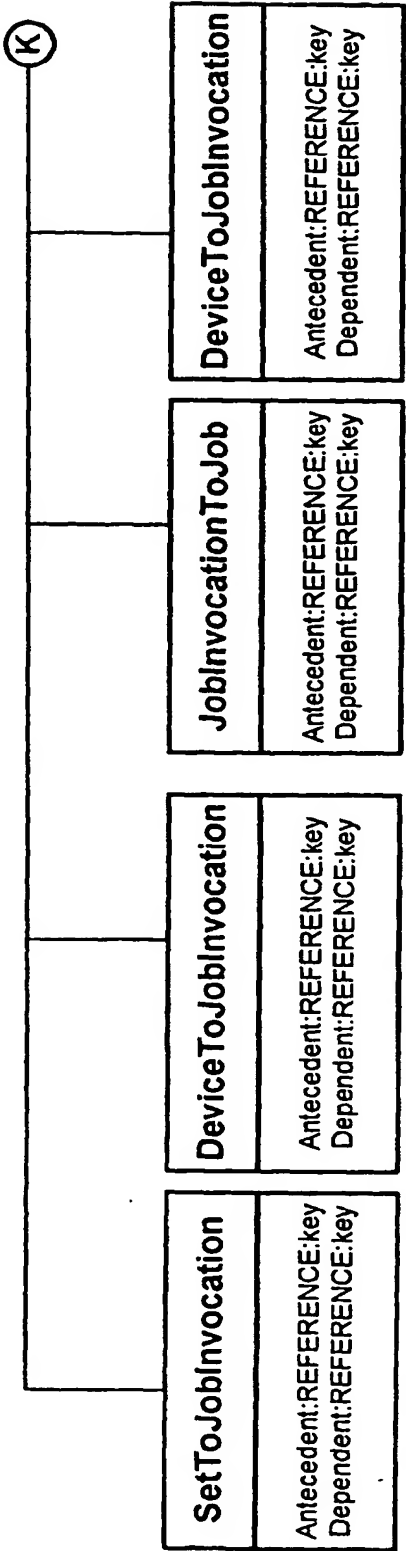 K
SetToJobInvocation
Antecedent:REFERENCE:key
Dependent:REFERENCE:key
DeviceToJobInvocation
Antecedent:REFERENCE:key
Dependent:REFERENCE:key
JobInvocationToJob
Antecedent:REFERENCE:key
Dependent:REFERENCE:key
DeviceToJobInvocation
Antecedent:REFERENCE:key
Dependent:REFERENCE:key